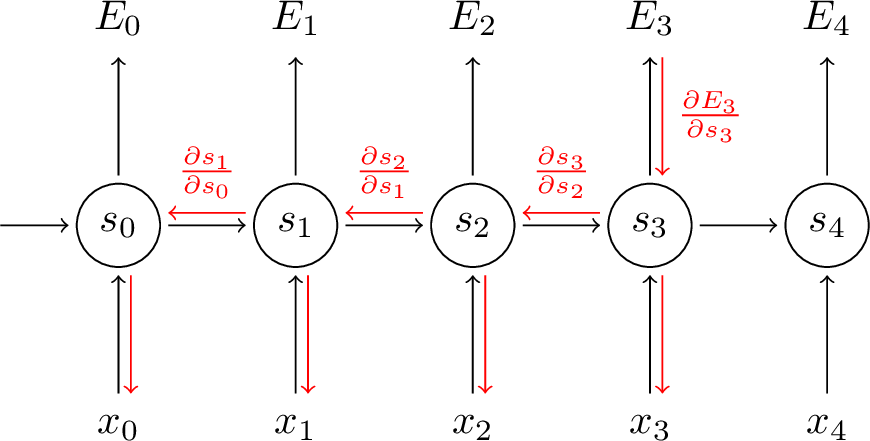 E₀ E₁ E₂ E₃ E₄
∂E₃/∂s₃
∂s₁/∂s₀ ∂s₂/∂s₁ ∂s₃/∂s₂
s₀ s₁ s₂ s₃ s₄
x₀ x₁ x₂ x₃ x₄